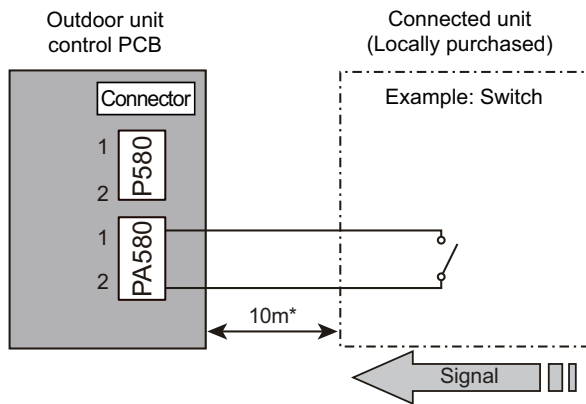 Outdoor unit
control PCB
Connected unit
(Locally purchased)
Connector
Example: Switch
1
2
P580
1
2
PA580
10m*
Signal